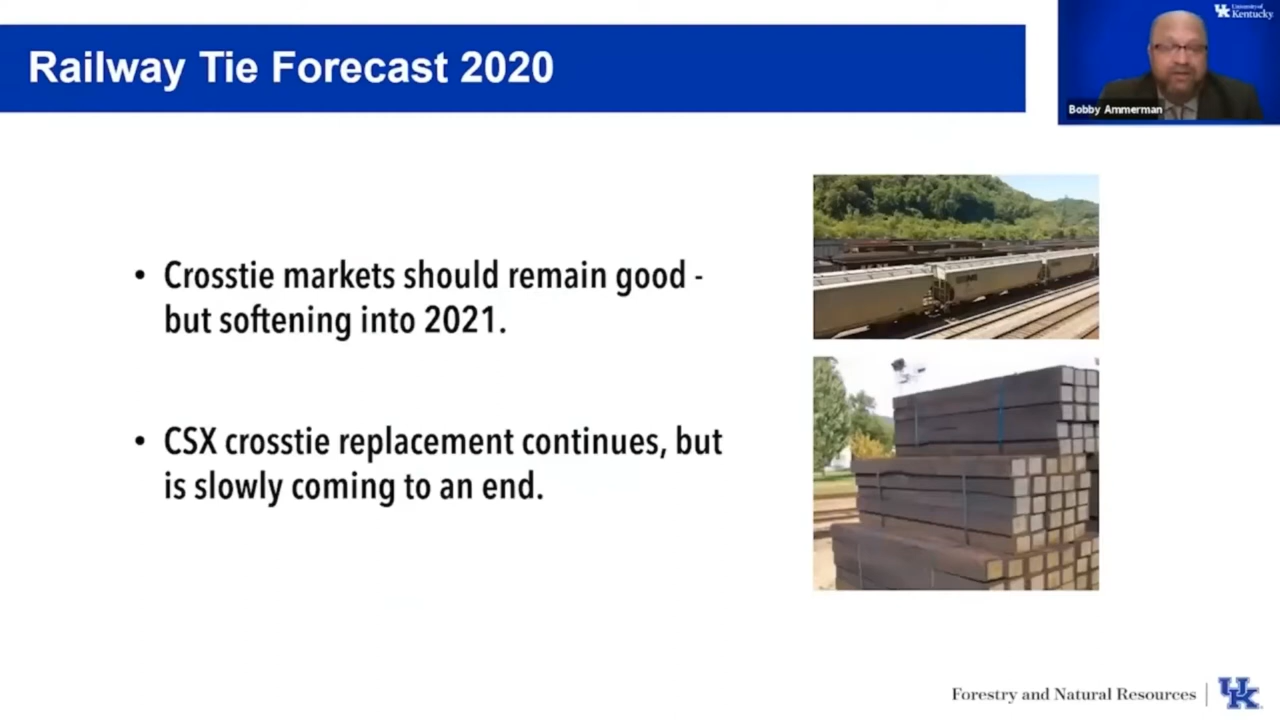 Railway Tie Forecast 2020
University of
Kentucky
Bobby Ammerman
• Crosstie markets should remain good -
but softening into 2021.
• CSX crosstie replacement continues, but
is slowly coming to an end.
Forestry and Natural Resources
UK